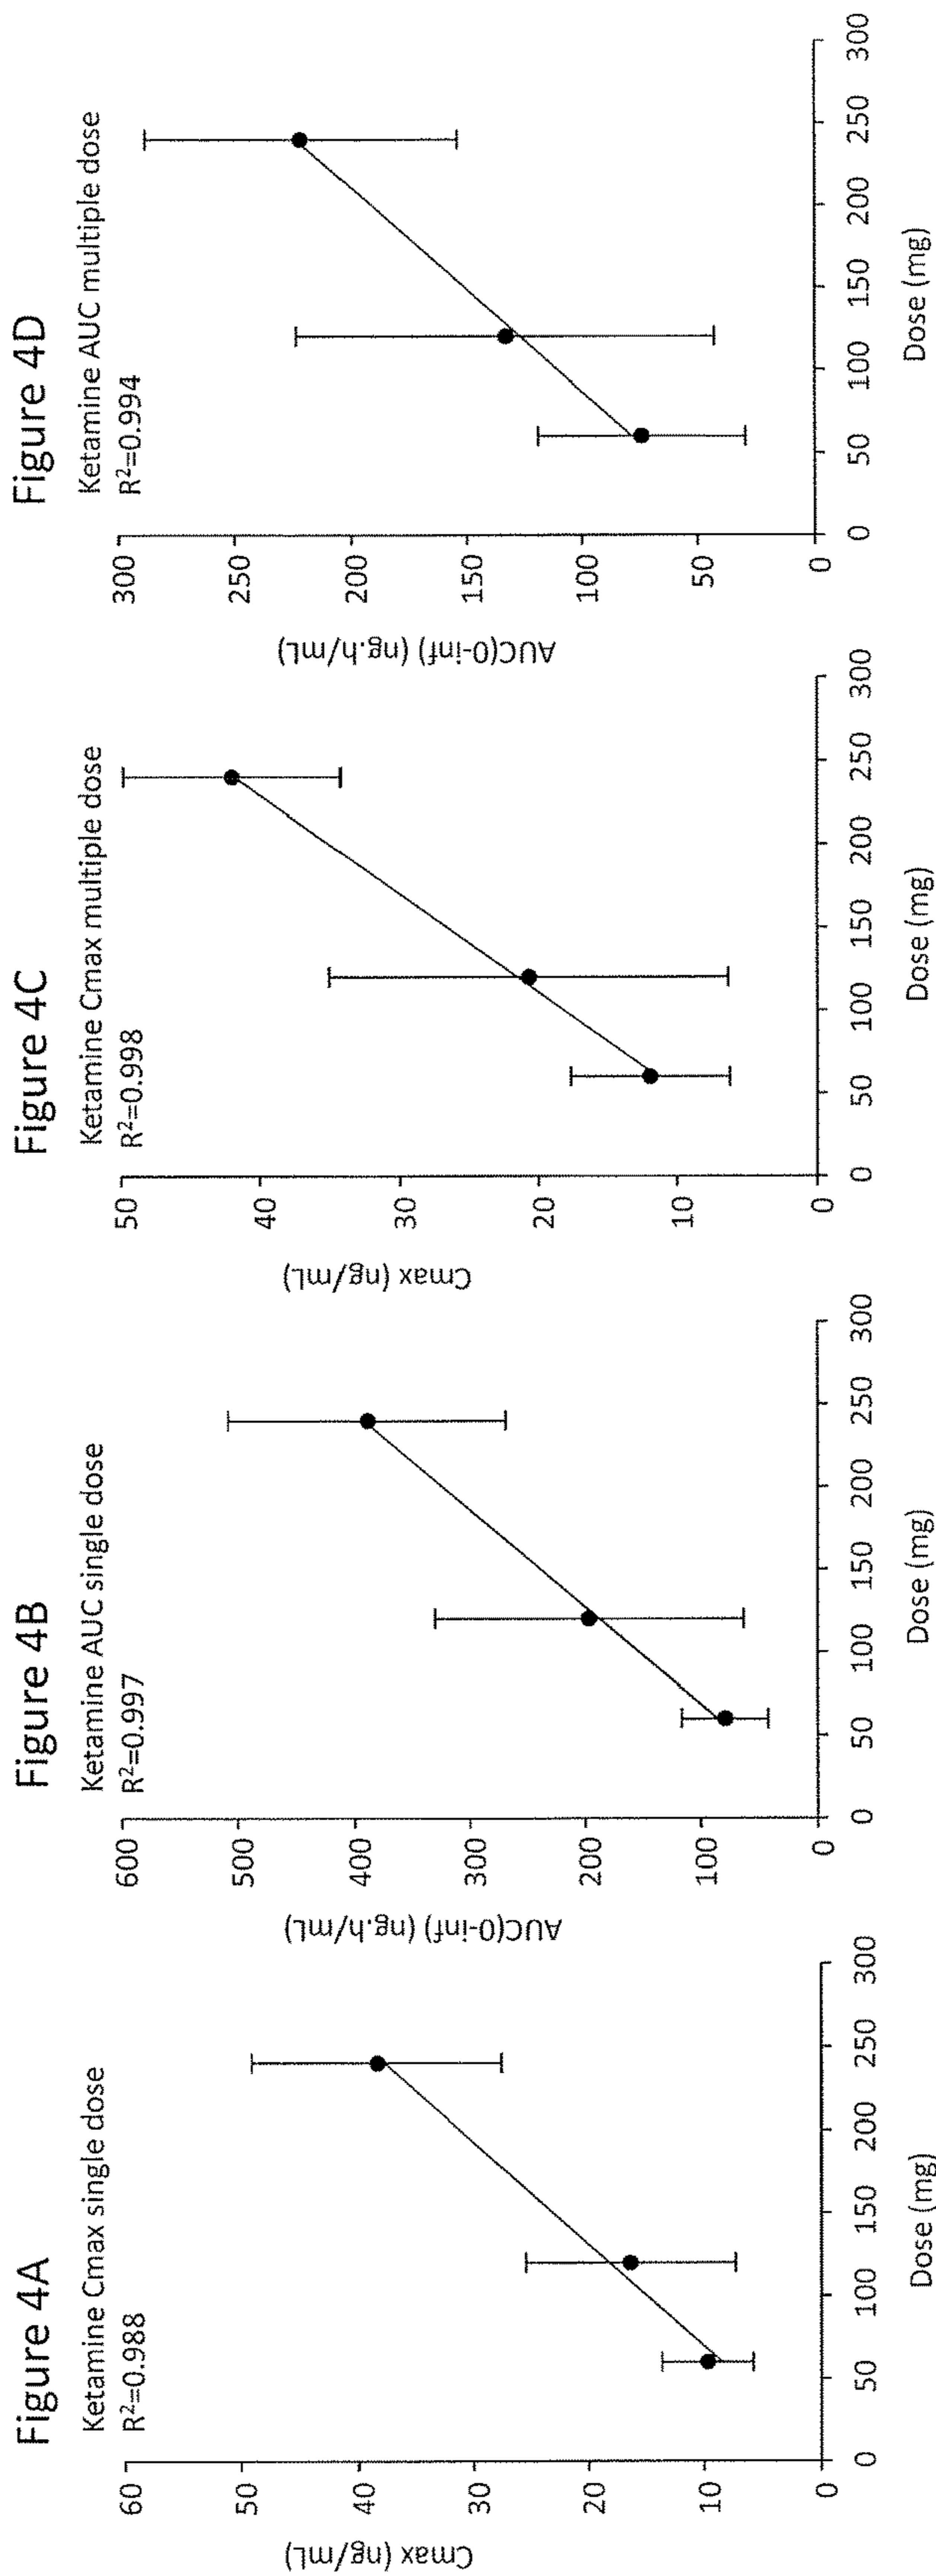 Figure 4A
Ketamine Cmax single dose
R²=0.988
60
50
40
30
20
10
0
Cmax (ng/mL)
0 50 100 150 200 250 300
Dose (mg)
Figure 4B
Ketamine AUC single dose
R²=0.997
600
500
400
300
200
100
0
AUC(0-inf) (ng.h/mL)
0 50 100 150 200 250 300
Dose (mg)
Figure 4C
Ketamine Cmax multiple dose
R²=0.998
50
40
30
20
10
0
Cmax (ng/mL)
0 50 100 150 200 250 300
Dose (mg)
Figure 4D
Ketamine AUC multiple dose
R²=0.994
300
250
200
150
100
50
0
AUC(0-inf) (ng.h/mL)
0 50 100 150 200 250 300
Dose (mg)